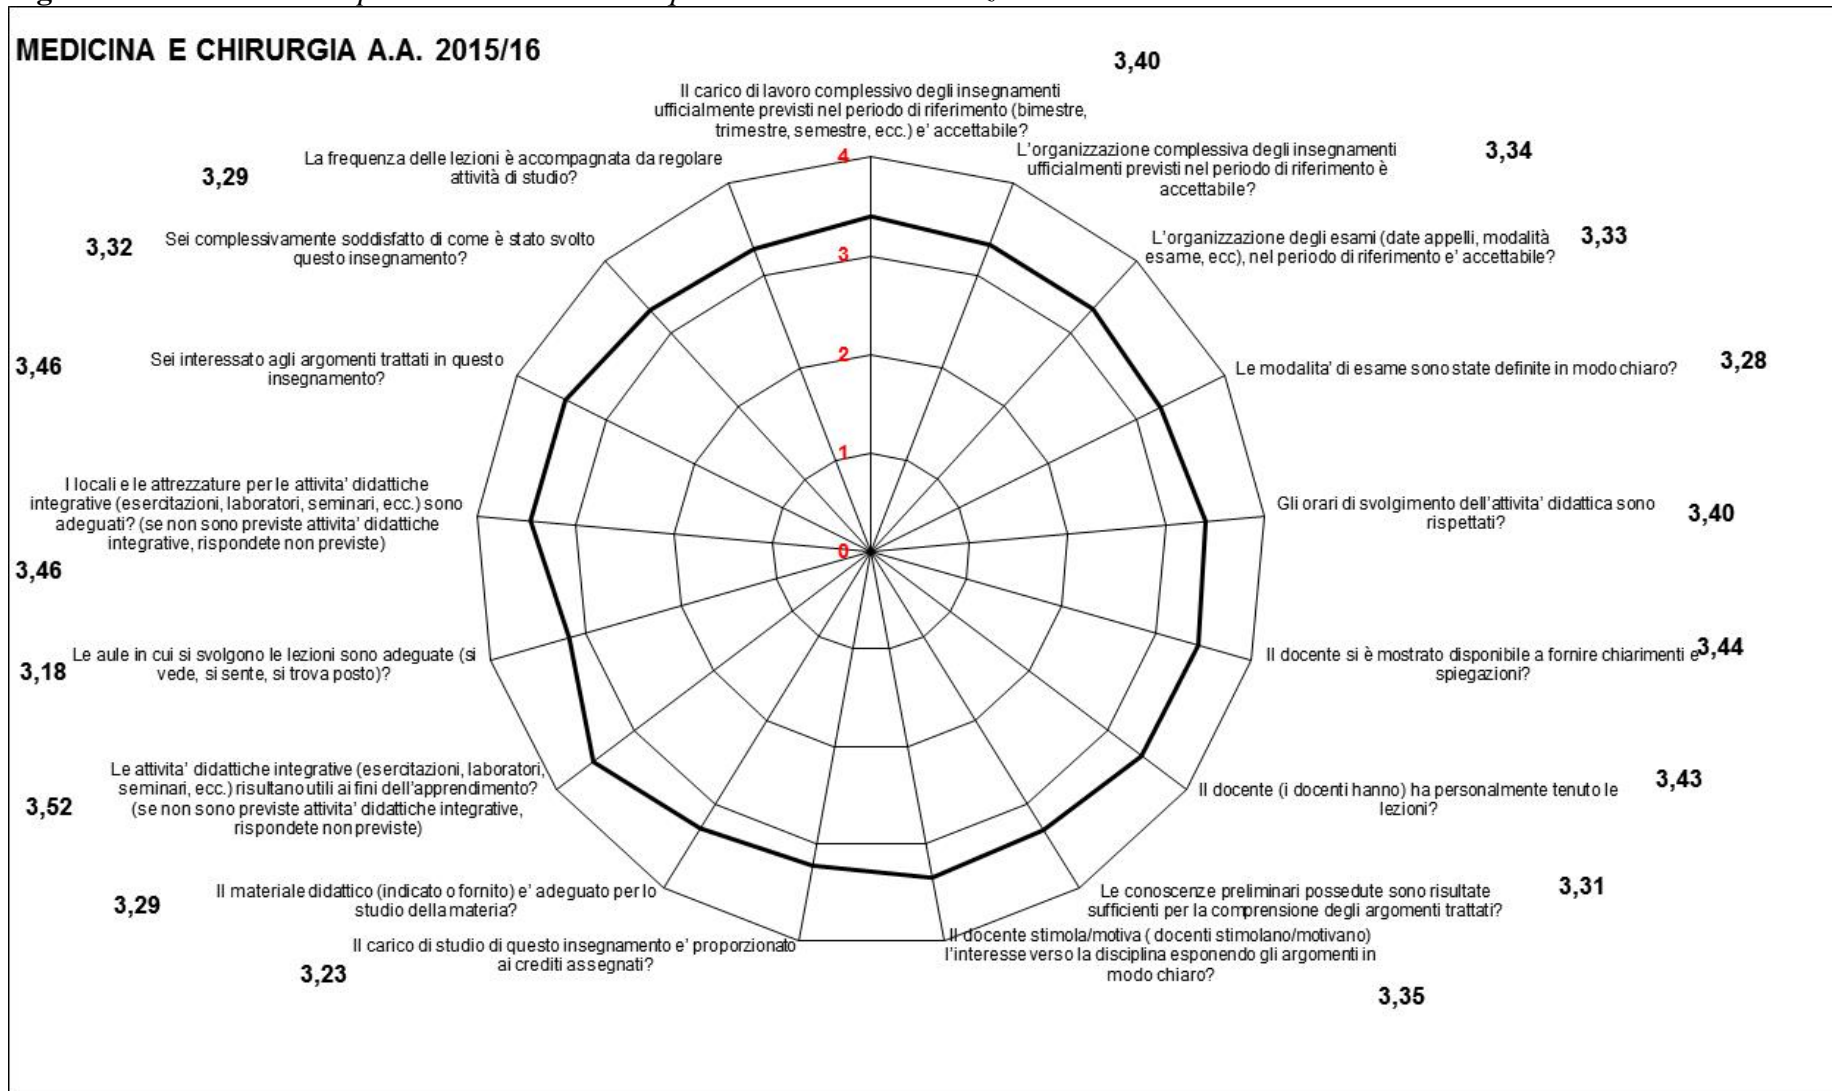 MEDICINA E CHIRURGIA A.A. 2015/16
3,40
Il carico di lavoro complessivo degli insegnamenti
ufficialmente previsti nel periodo di riferimento (bimestre,
trimestre, semestre, ecc.) e' accettabile?
3,34
L'organizzazione complessiva degli insegnamenti
ufficialmenti previsti nel periodo di riferimento è
accettabile?
3,33
L'organizzazione degli esami (date appelli, modalità
esame, ecc), nel periodo di riferimento e' accettabile?
3,28
Le modalita' di esame sono state definite in modo chiaro?
3,40
Gli orari di svolgimento dell'attivita' didattica sono
rispettati?
3,44
Il docente si è mostrato disponibile a fornire chiarimenti e
spiegazioni?
3,43
Il docente (i docenti hanno) ha personalmente tenuto le
lezioni?
3,31
Le conoscenze preliminari possedute sono risultate
sufficienti per la comprensione degli argomenti trattati?
Il docente stimola/motiva ( docenti stimolano/motivano)
l'interesse verso la disciplina esponendo gli argomenti in
modo chiaro?
3,35
Il carico di studio di questo insegnamento e' proporzionato
ai crediti assegnati?
3,23
Il materiale didattico (indicato o fornito) e' adeguato per lo
studio della materia?
3,29
Le attivita' didattiche integrative (esercitazioni, laboratori,
seminari, ecc.) risultano utili ai fini dell'apprendimento?
(se non sono previste attivita' didattiche integrative,
rispondete non previste)
3,52
Le aule in cui si svolgono le lezioni sono adeguate (si
vede, si sente, si trova posto)?
3,18
I locali e le attrezzature per le attivita' didattiche
integrative (esercitazioni, laboratori, seminari, ecc.) sono
adeguati? (se non sono previste attivita' didattiche
integrative, rispondete non previste)
3,46
Sei interessato agli argomenti trattati in questo
insegnamento?
3,46
Sei complessivamente soddisfatto di come è stato svolto
questo insegnamento?
3,32
La frequenza delle lezioni è accompagnata da regolare
attività di studio?
3,29
4
3
2
1
0